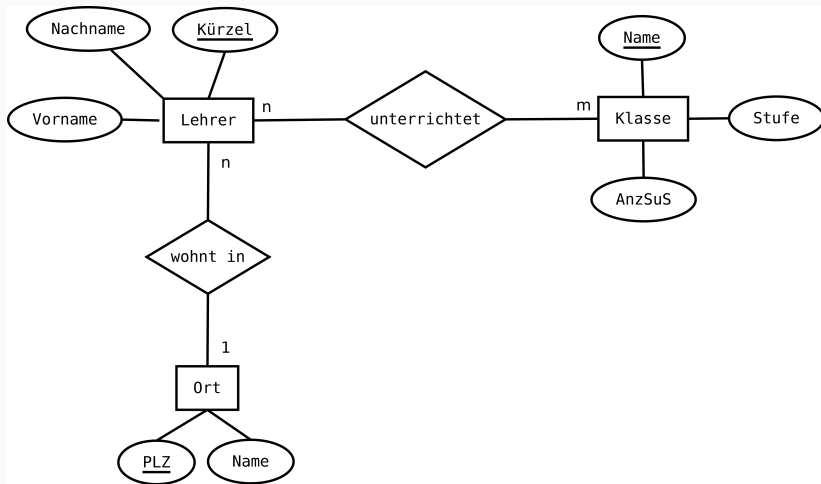 Nachname
Kürzel
Name
Vorname
Lehrer
n
unterrichtet
m
Klasse
Stufe
n
AnzSuS
wohnt in
1
Ort
PLZ
Name